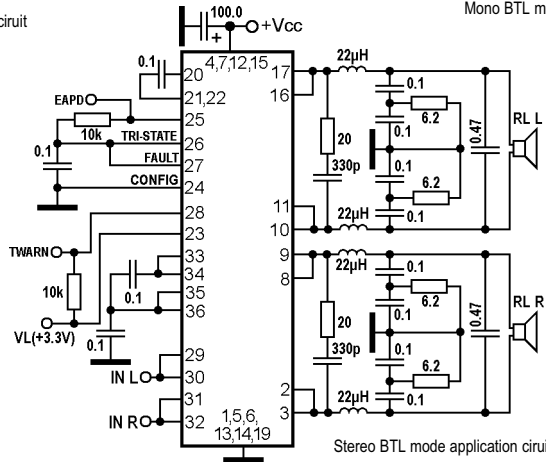 ciruit
Mono BTL m
100.0
+Vcc
+
4,7,12,15
0.1
20
21,22
EAPD
25
10k
TRI-STATE
26
FAULT
27
0.1
CONFIG
24
28
23
TWARN
33
34
0.1
35
36
10k
VL(+3.3V)
0.1
29
IN L
30
31
IN R
32
1,5,6,
13,14,19
17
16
22µH
20
330p
0.1
0.1
6.2
0.1
6.2
0.1
0.47
RL L
11
10
22µH
9
8
22µH
20
330p
0.1
6.2
0.1
0.1
6.2
0.1
0.47
RL R
2
3
22µH
Stereo BTL mode application cirui